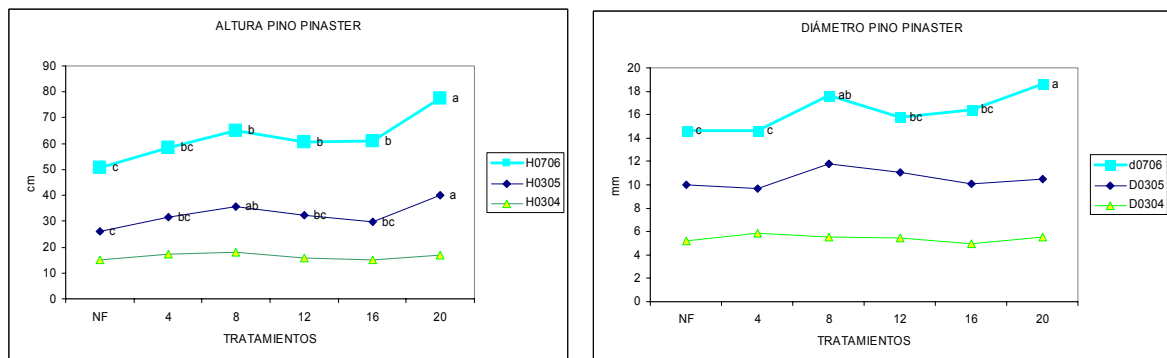 ALTURA PINO PINASTER
90
80
70
60
50
40
30
20
10
0
cm
c
bc
b
b
b
a
c
bc
ab
bc
bc
a
NF 4 8 12 16 20
TRATAMIENTOS
H0706
H0305
H0304
DIÁMETRO PINO PINASTER
20
18
16
14
12
10
8
6
4
2
0
mm
c
c
ab
bc
bc
a
NF 4 8 12 16 20
TRATAMIENTOS
d0706
D0305
D0304